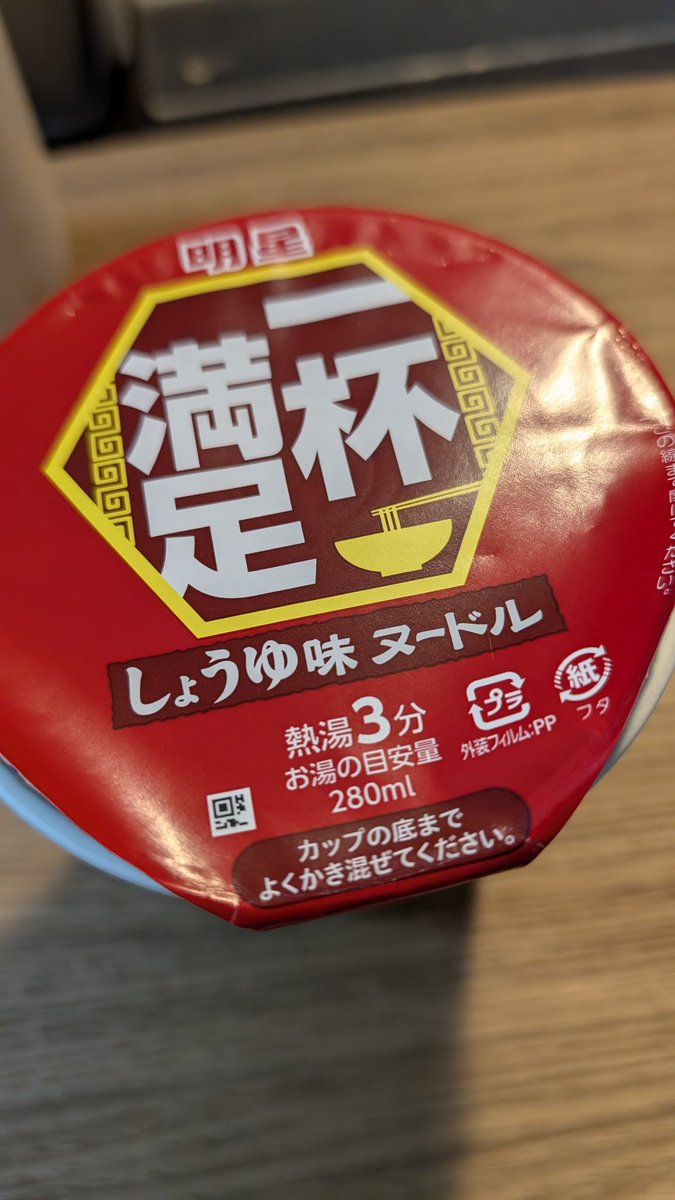 明星
一杯
満足
しょうゆ味 ヌードル
熱湯3分
お湯の目安量
280ml
プラ
外装フィルム:PP
紙
フタ
カップの底まで
よくかき混ぜてください。